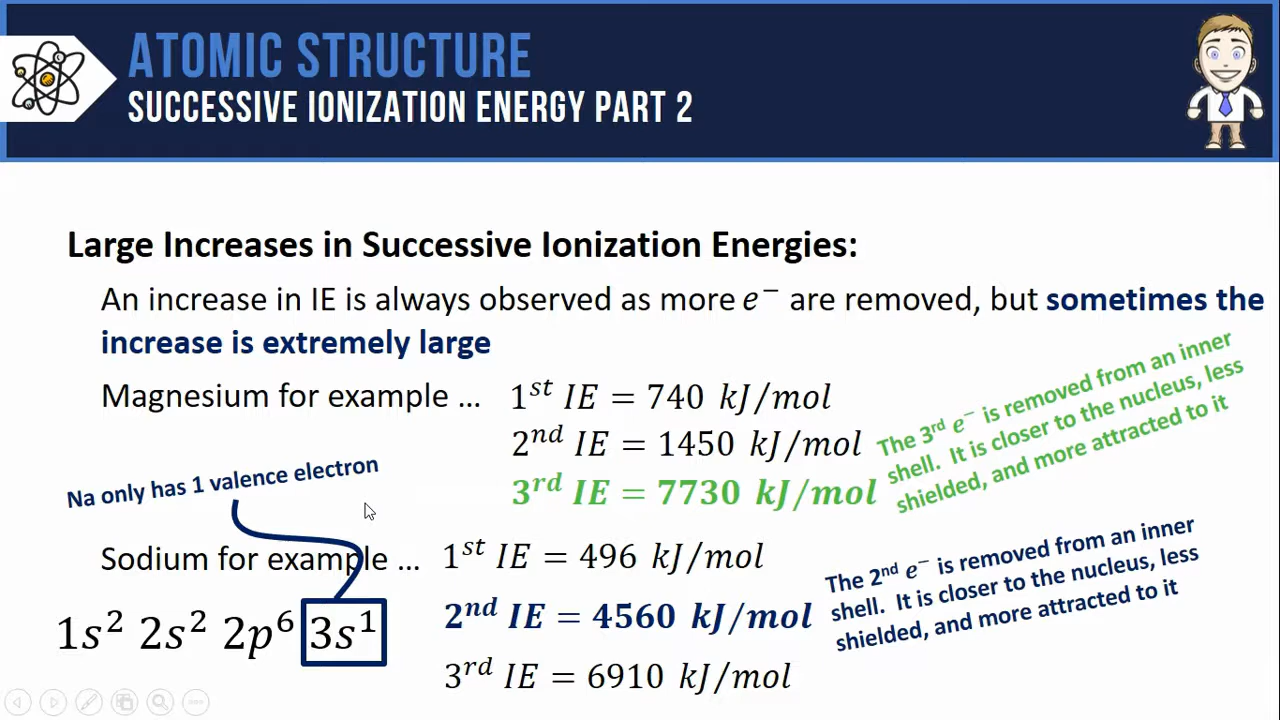 ATOMIC STRUCTURE
SUCCESSIVE IONIZATION ENERGY PART 2
Large Increases in Successive Ionization Energies:
An increase in IE is always observed as more e⁻ are removed, but sometimes the
increase is extremely large
Magnesium for example ...
1ˢᵗ IE = 740 kJ/mol
2ⁿᵈ IE = 1450 kJ/mol
3ʳᵈ IE = 7730 kJ/mol
The 3ʳᵈ e⁻ is removed from an inner
shell. It is closer to the nucleus, less
shielded, and more attracted to it
Na only has 1 valence electron
Sodium for example ...
1s² 2s² 2p⁶ 3s¹
1ˢᵗ IE = 496 kJ/mol
2ⁿᵈ IE = 4560 kJ/mol
3ʳᵈ IE = 6910 kJ/mol
The 2ⁿᵈ e⁻ is removed from an inner
shell. It is closer to the nucleus, less
shielded, and more attracted to it